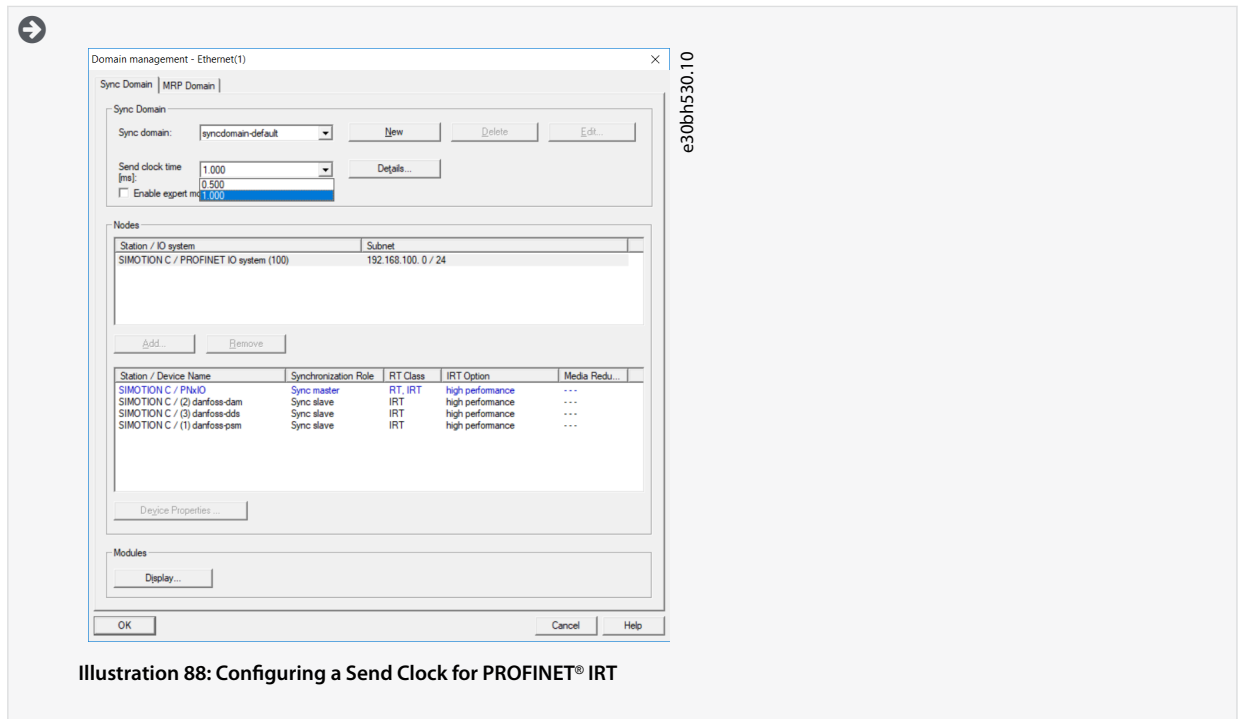 Domain management - Ethernet(1)
e30bh530.10
Sync Domain MRP Domain
Sync Domain
Sync domain: syncdomain-default New Delete Edit...
Send clock time [ms]: 1.000 Details...
0.500
Enable expert mo 1.000
Nodes
Station / IO system Subnet
SIMOTION C / PROFINET IO system (100) 192.168.100. 0 / 24
Add... Remove
Station / Device Name Synchronization Role RT Class IRT Option Media Redu...
SIMOTION C / PNxIO Sync master RT, IRT high performance ---
SIMOTION C / (2) danfoss-dam Sync slave IRT high performance ---
SIMOTION C / (3) danfoss-dds Sync slave IRT high performance ---
SIMOTION C / (1) danfoss-psm Sync slave IRT high performance ---
Device Properties ...
Modules
Display...
OK Cancel Help
Illustration 88: Configuring a Send Clock for PROFINET® IRT